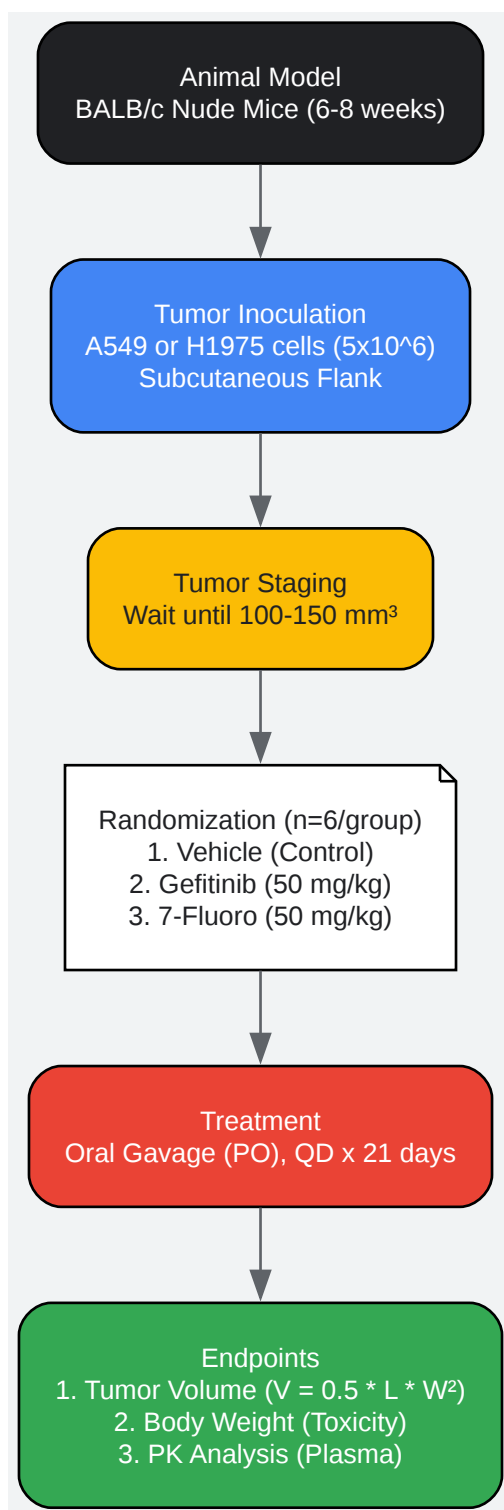 Animal Model
BALB/c Nude Mice (6-8 weeks)
Tumor Inoculation
A549 or H1975 cells (5x10^6)
Subcutaneous Flank
Tumor Staging
Wait until 100-150 mm³
Randomization (n=6/group)
1. Vehicle (Control)
2. Gefitinib (50 mg/kg)
3. 7-Fluoro (50 mg/kg)
Treatment
Oral Gavage (PO), QD x 21 days
Endpoints
1. Tumor Volume (V = 0.5 * L * W²)
2. Body Weight (Toxicity)
3. PK Analysis (Plasma)